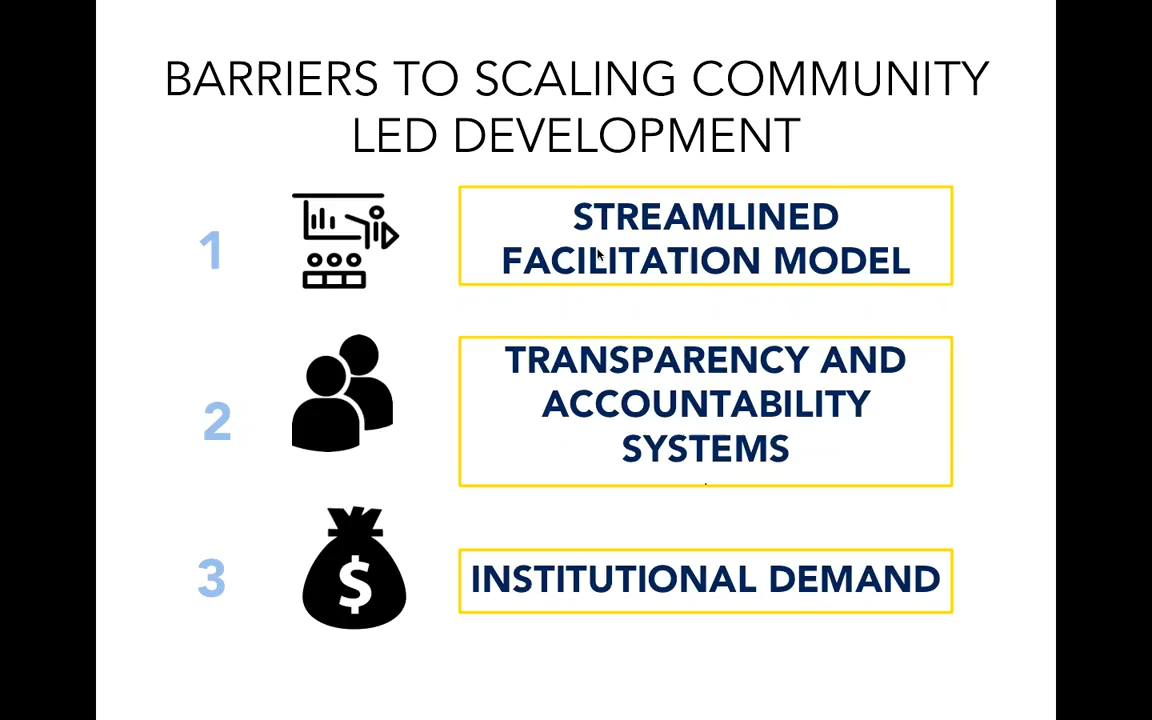 BARRIERS TO SCALING COMMUNITY
LED DEVELOPMENT
1
STREAMLINED
FACILITATION MODEL
2
TRANSPARENCY AND
ACCOUNTABILITY
SYSTEMS
3
$
INSTITUTIONAL DEMAND